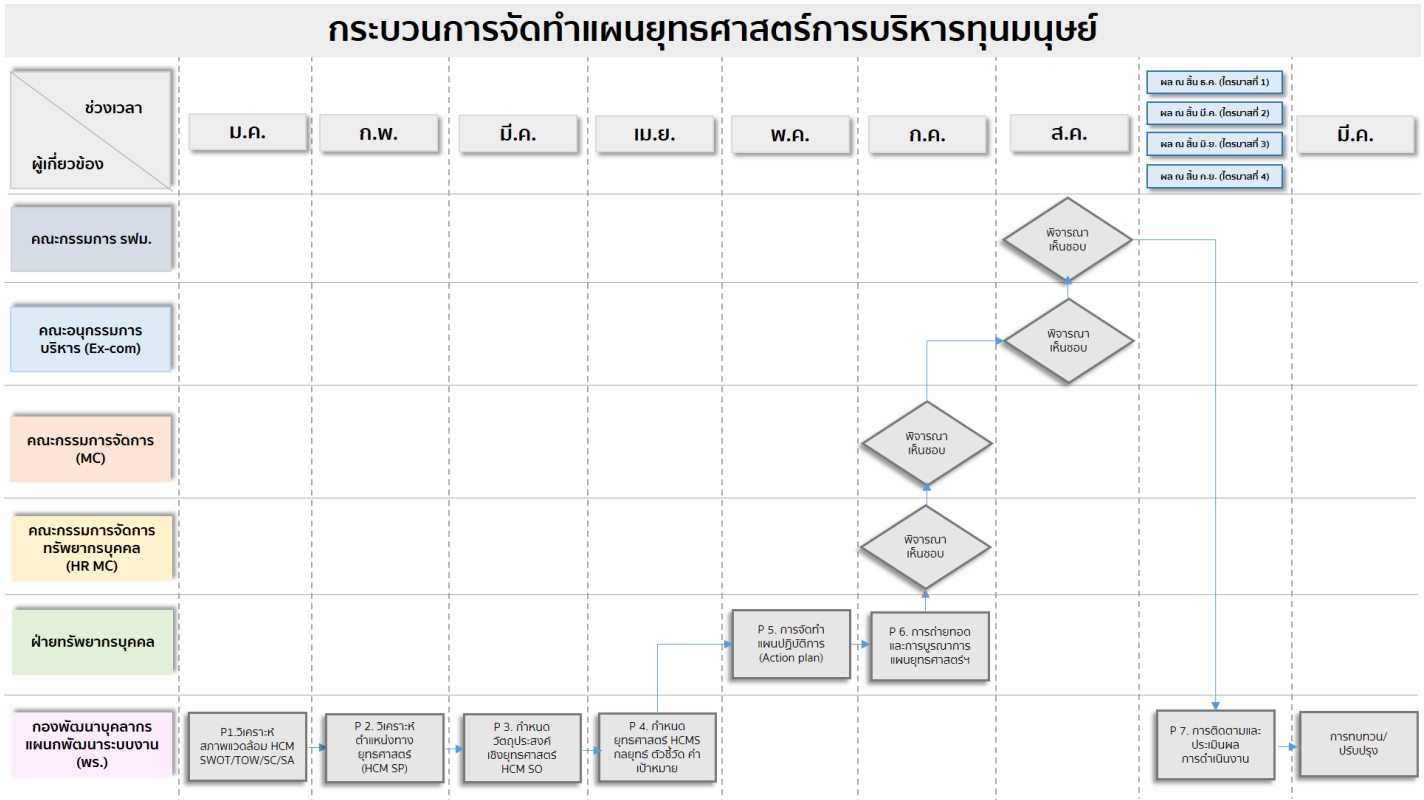 กระบวนการจัดทำแผนยุทธศาสตร์การบริหารทุนมนุษย์
ช่วงเวลา
ผู้เกี่ยวข้อง
ม.ค.
ก.พ.
มี.ค.
เม.ย.
พ.ค.
ก.ค.
ส.ค.
ผล ณ สิ้น ธ.ค. (ไตรมาสที่ 1)
ผล ณ สิ้น มี.ค. (ไตรมาสที่ 2)
ผล ณ สิ้น มิ.ย. (ไตรมาสที่ 3)
ผล ณ สิ้น ก.ย. (ไตรมาสที่ 4)
มี.ค.
คณะกรรมการ รฟม.
พิจารณา
เห็นชอบ
คณะอนุกรรมการ
บริหาร (Ex-com)
พิจารณา
เห็นชอบ
คณะกรรมการจัดการ
(MC)
พิจารณา
เห็นชอบ
คณะกรรมการจัดการ
ทรัพยากรบุคคล
(HR MC)
พิจารณา
เห็นชอบ
ฝ่ายทรัพยากรบุคคล
P 5. การจัดทำ
แผนปฏิบัติการ
(Action plan)
P 6. การถ่ายทอด
และการบูรณาการ
แผนยุทธศาสตร์ฯ
กองพัฒนาบุคลากร
แผนกพัฒนาระบบงาน
(พร.)
P1.วิเคราะห์
สภาพแวดล้อม HCM
SWOT/TOW/SC/SA
P 2. วิเคราะห์
ตำแหน่งทาง
ยุทธศาสตร์
(HCM SP)
P 3. กำหนด
วัตถุประสงค์
เชิงยุทธศาสตร์
HCM SO
P 4. กำหนด
ยุทธศาสตร์ HCMS
กลยุทธ์ ตัวชี้วัด ค่า
เป้าหมาย
P 7. การติดตามและ
ประเมินผล
การดำเนินงาน
การทบทวน/
ปรับปรุง